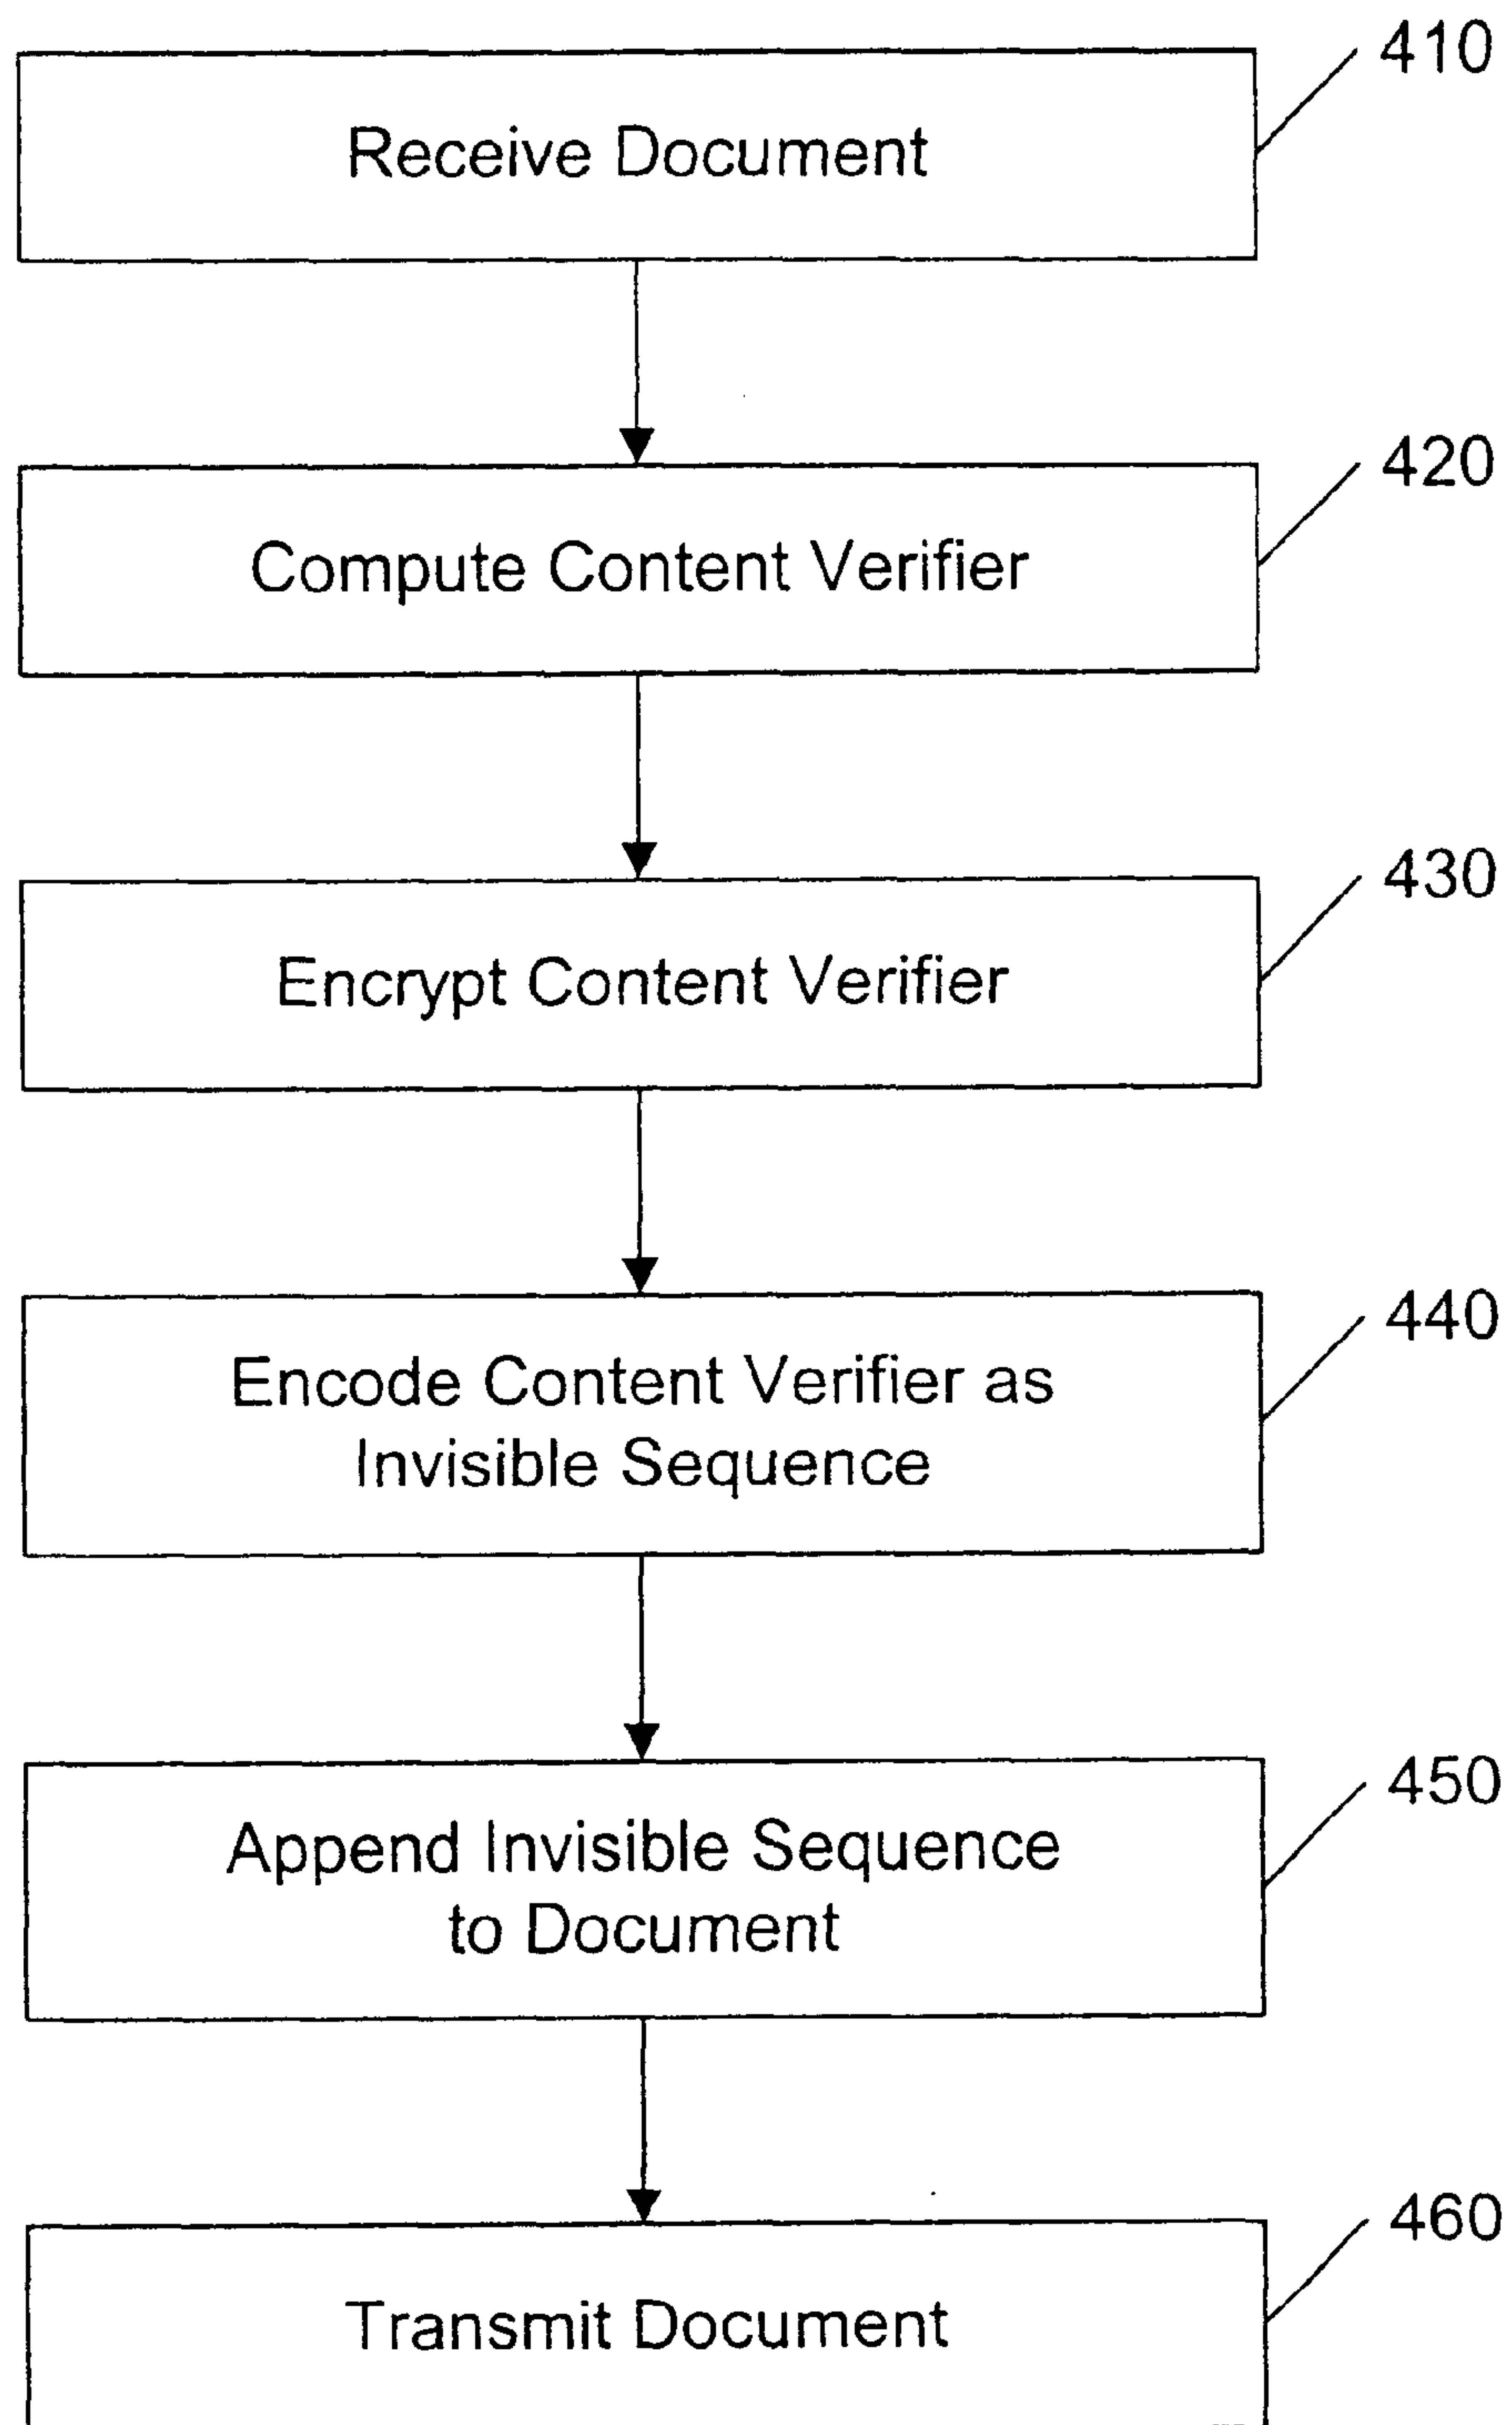 410
Receive Document
420
Compute Content Verifier
430
Encrypt Content Verifier
440
Encode Content Verifier as
Invisible Sequence
450
Append Invisible Sequence
to Document
460
Transmit Document